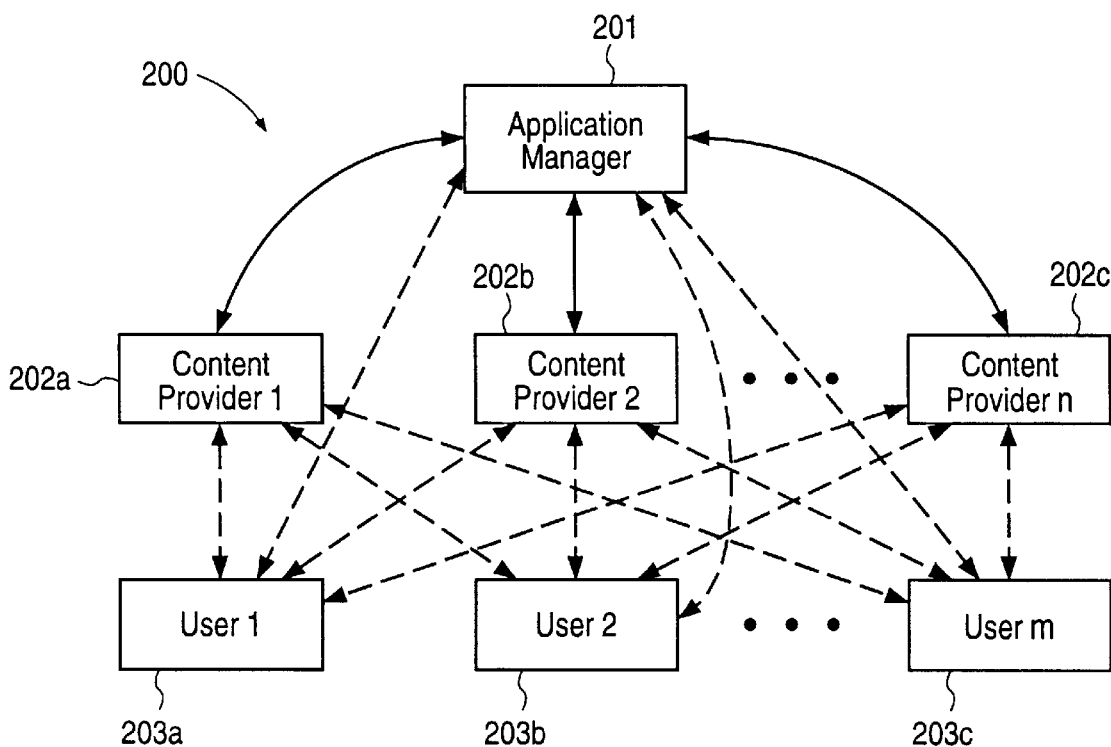 201
200
Application
Manager
202b
202c
202a
Content
Provider 1
Content
Provider 2
Content
Provider n
User 1
User 2
User m
203a
203b
203c